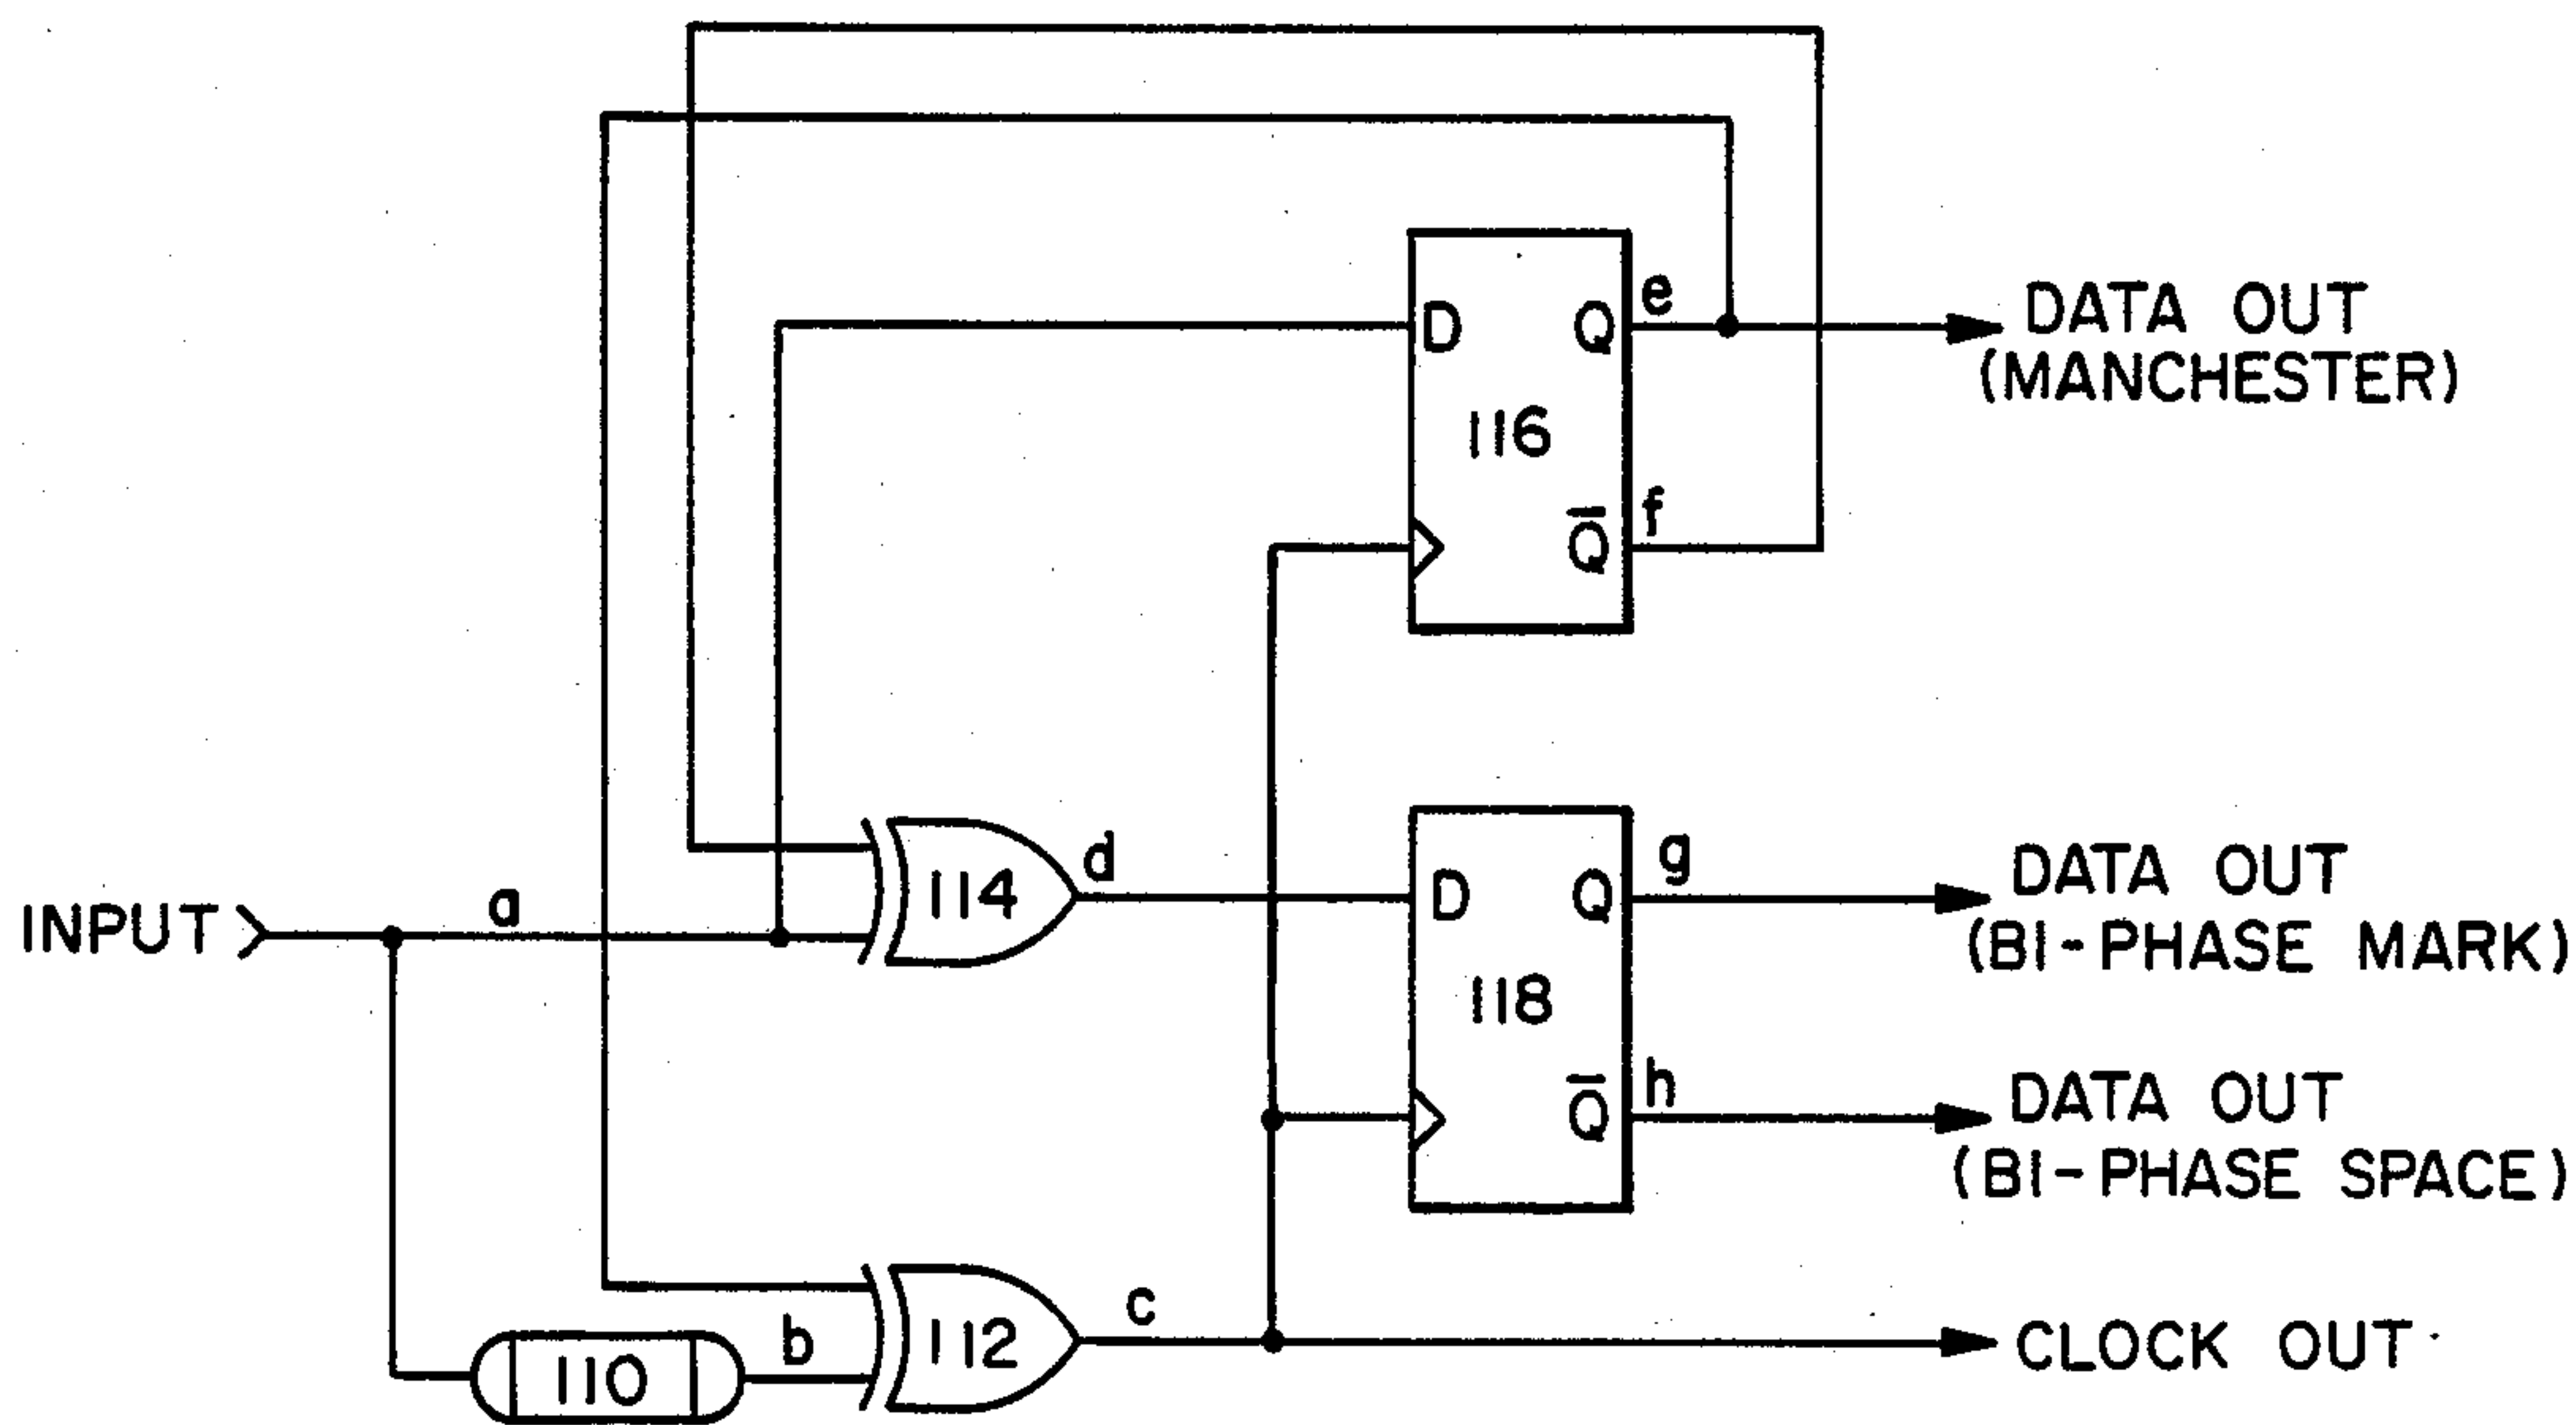 e
DATA OUT
D Q
(MANCHESTER)
116
f
Q̅
d
g
DATA OUT
114
D Q
a
INPUT
(BI-PHASE MARK)
118
h
DATA OUT
Q̅
(BI-PHASE SPACE)
c
b
112
CLOCK OUT
110